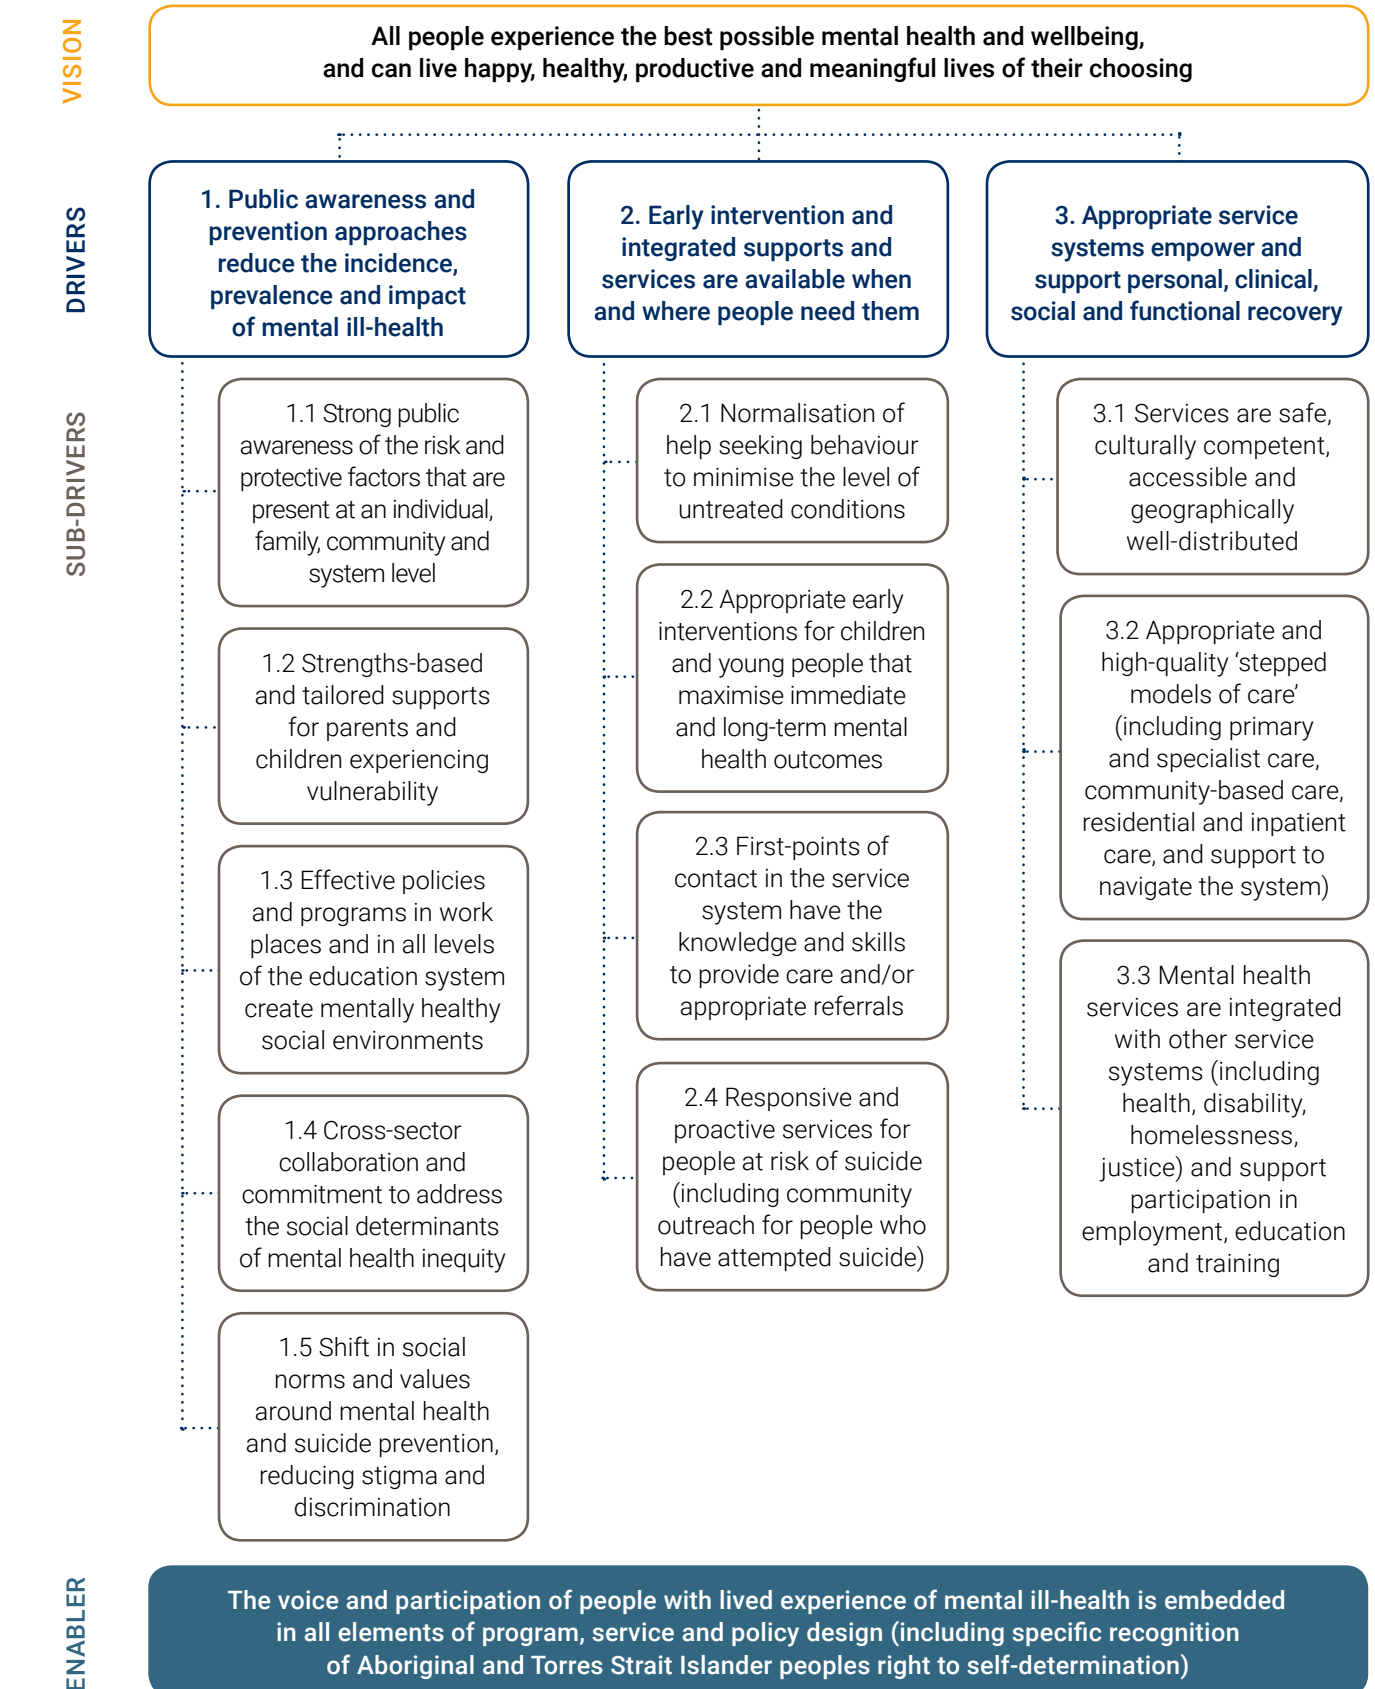 VISION
All people experience the best possible mental health and wellbeing,
and can live happy, healthy, productive and meaningful lives of their choosing
DRIVERS
1. Public awareness and
prevention approaches
reduce the incidence,
prevalence and impact
of mental ill-health
2. Early intervention and
integrated supports and
services are available when
and where people need them
3. Appropriate service
systems empower and
support personal, clinical,
social and functional recovery
SUB-DRIVERS
1.1 Strong public
awareness of the risk and
protective factors that are
present at an individual,
family, community and
system level
1.2 Strengths-based
and tailored supports
for parents and
children experiencing
vulnerability
1.3 Effective policies
and programs in work
places and in all levels
of the education system
create mentally healthy
social environments
1.4 Cross-sector
collaboration and
commitment to address
the social determinants
of mental health inequity
1.5 Shift in social
norms and values
around mental health
and suicide prevention,
reducing stigma and
discrimination
2.1 Normalisation of
help seeking behaviour
to minimise the level of
untreated conditions
2.2 Appropriate early
interventions for children
and young people that
maximise immediate
and long-term mental
health outcomes
2.3 First-points of
contact in the service
system have the
knowledge and skills
to provide care and/or
appropriate referrals
2.4 Responsive and
proactive services for
people at risk of suicide
(including community
outreach for people who
have attempted suicide)
3.1 Services are safe,
culturally competent,
accessible and
geographically
well-distributed
3.2 Appropriate and
high-quality ‘stepped
models of care’
(including primary
and specialist care,
community-based care,
residential and inpatient
care, and support to
navigate the system)
3.3 Mental health
services are integrated
with other service
systems (including
health, disability,
homelessness,
justice) and support
participation in
employment, education
and training
ENABLER
The voice and participation of people with lived experience of mental ill-health is embedded
in all elements of program, service and policy design (including specific recognition
of Aboriginal and Torres Strait Islander peoples right to self-determination)